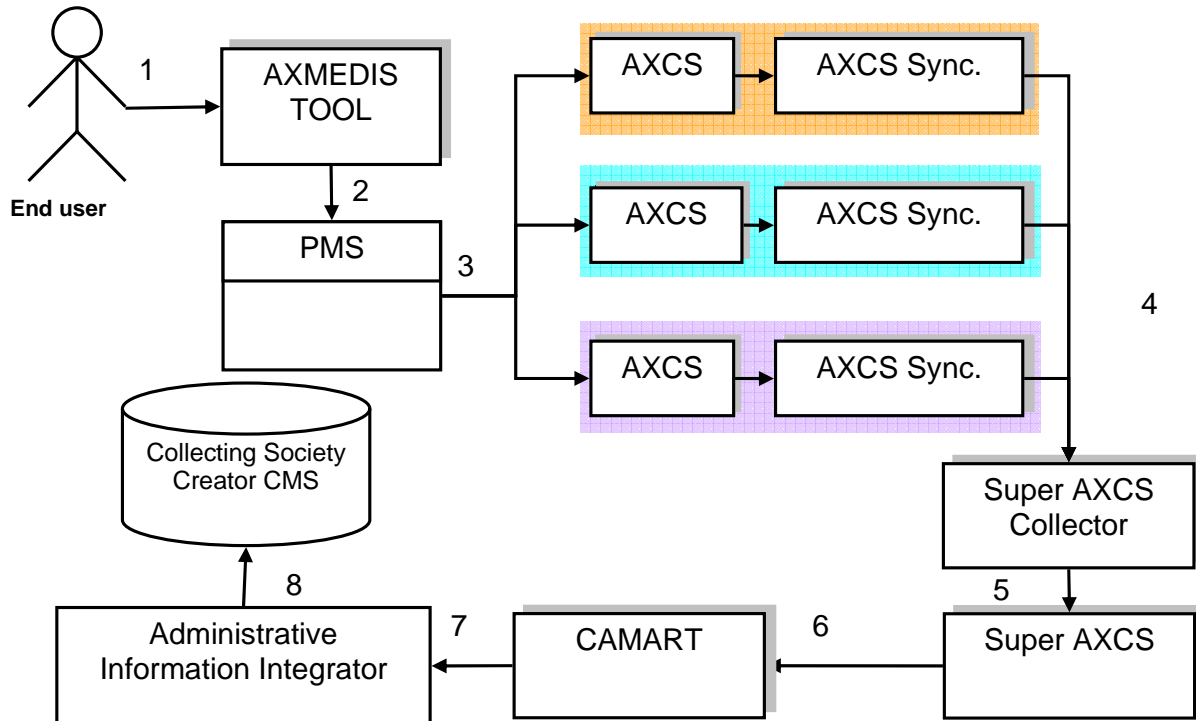 1
AXMEDIS
TOOL
End user
2
PMS
3
AXCS
AXCS Sync.
AXCS
AXCS Sync.
AXCS
AXCS Sync.
4
Super AXCS
Collector
5
Super AXCS
6
CAMART
7
Administrative
Information Integrator
8
Collecting Society
Creator CMS